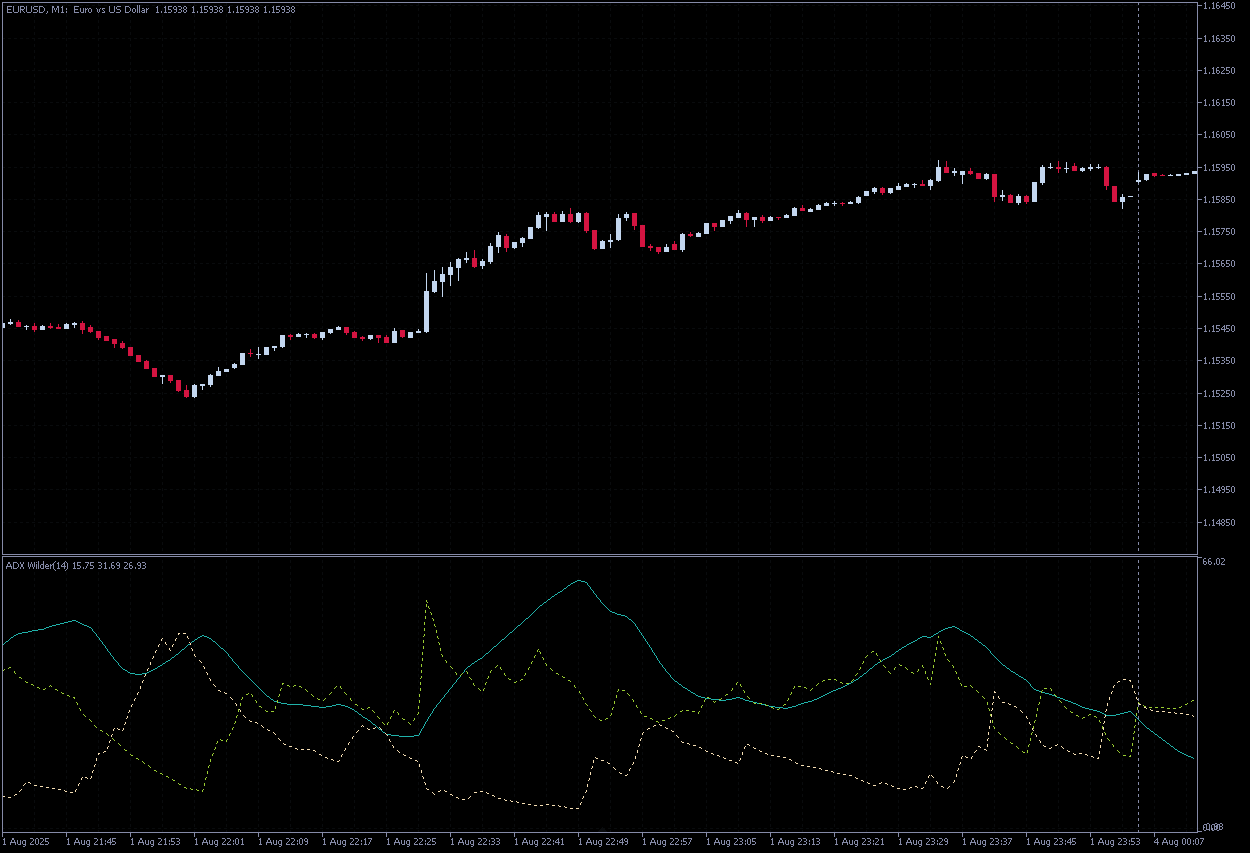 EURUSD, M1: Euro vs US Dollar 1.15938 1.15938 1.15938 1.15938
1.16450
1.16350
1.16250
1.16150
1.16050
1.15950
1.15850
1.15750
1.15650
1.15550
1.15450
1.15350
1.15250
1.15150
1.15050
1.14950
1.14850
ADX Wilder(14) 15.75 31.69 26.93
66.02
1 Aug 2025
1 Aug 21:45
1 Aug 21:53
1 Aug 22:01
1 Aug 22:09
1 Aug 22:17
1 Aug 22:25
1 Aug 22:33
1 Aug 22:41
1 Aug 22:49
1 Aug 22:57
1 Aug 23:05
1 Aug 23:13
1 Aug 23:21
1 Aug 23:29
1 Aug 23:37
1 Aug 23:45
1 Aug 23:53
4 Aug 00:07